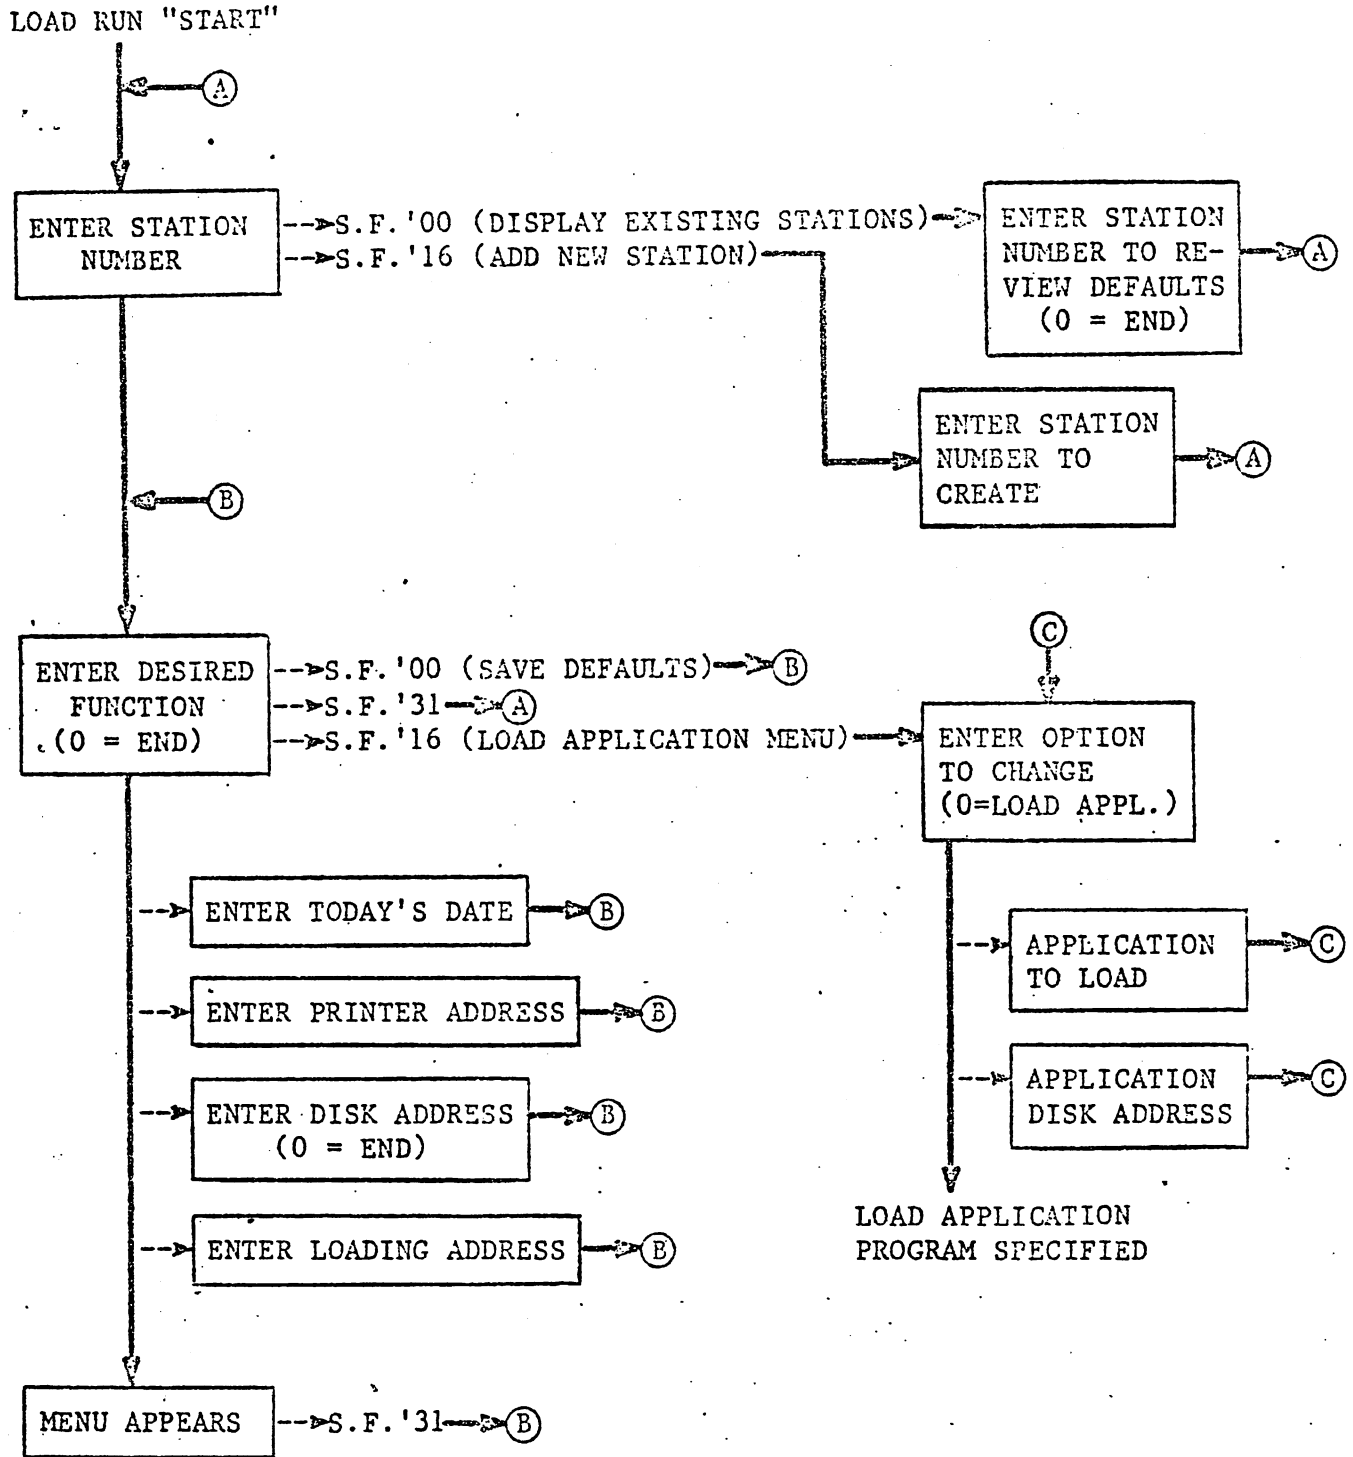 LOAD RUN "START"
A
ENTER STATION
NUMBER
S.F.'00 (DISPLAY EXISTING STATIONS)
S.F.'16 (ADD NEW STATION)
ENTER STATION
NUMBER TO RE-
VIEW DEFAULTS
(0 = END)
A
ENTER STATION
NUMBER TO
CREATE
A
B
ENTER DESIRED
FUNCTION
(0 = END)
S.F.'00 (SAVE DEFAULTS)
B
S.F.'31
A
S.F.'16 (LOAD APPLICATION MENU)
C
ENTER OPTION
TO CHANGE
(0=LOAD APPL.)
ENTER TODAY'S DATE
B
ENTER PRINTER ADDRESS
B
ENTER DISK ADDRESS
(0 = END)
B
ENTER LOADING ADDRESS
B
APPLICATION
TO LOAD
C
APPLICATION
DISK ADDRESS
C
LOAD APPLICATION
PROGRAM SPECIFIED
MENU APPEARS
S.F.'31
B